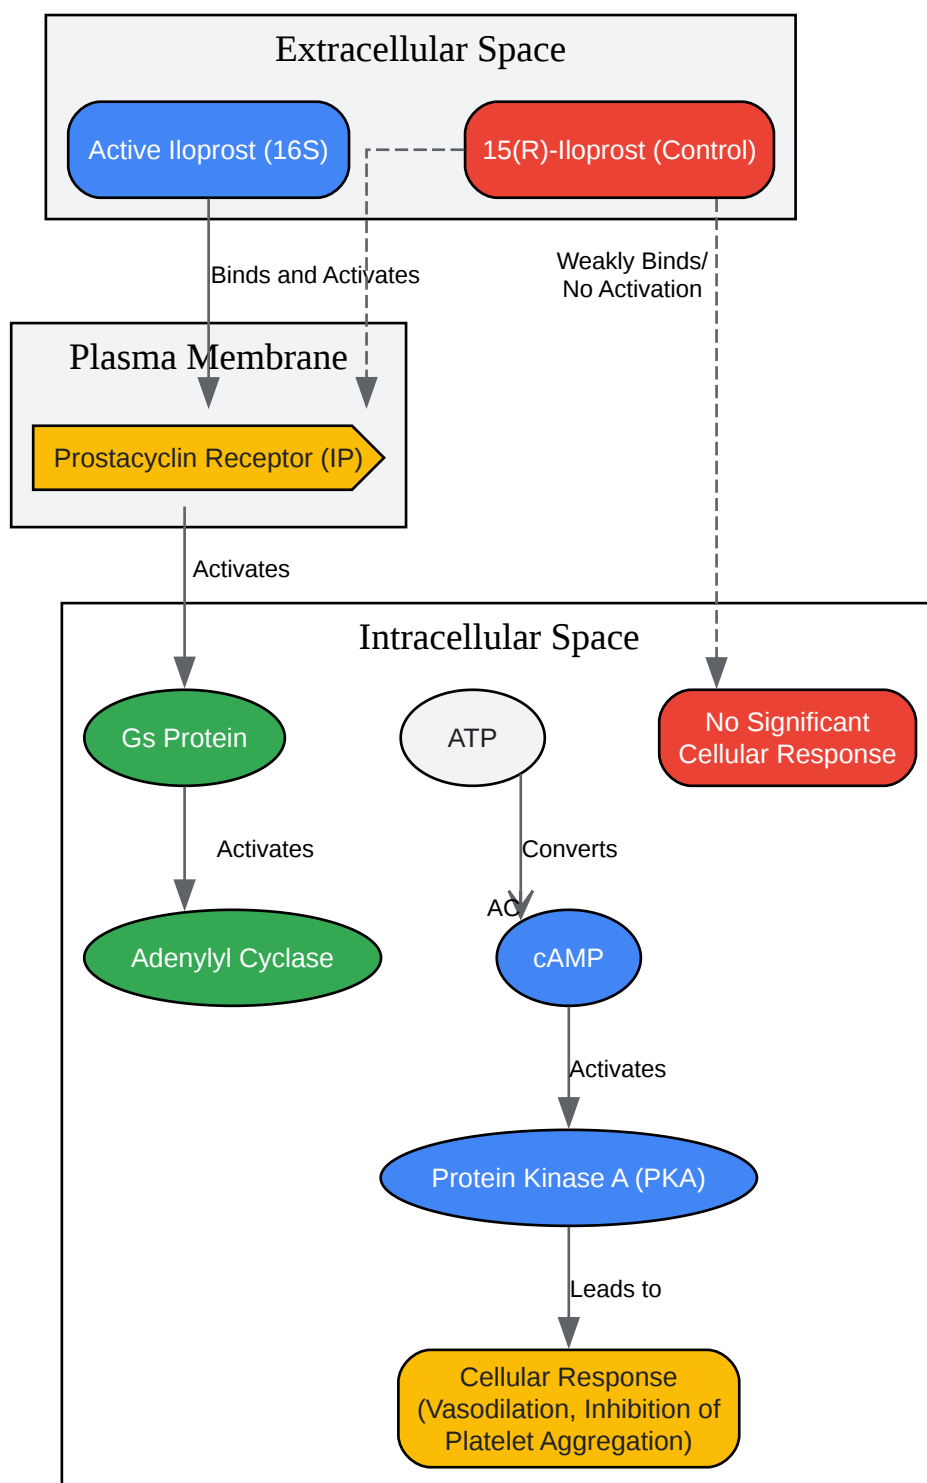 Extracellular Space
Active Iloprost (16S)
15(R)-Iloprost (Control)
Binds and Activates
Weakly Binds/
No Activation
Plasma Membrane
Prostacyclin Receptor (IP)
Activates
Intracellular Space
Gs Protein
ATP
No Significant
Cellular Response
Activates
Converts
AC
Adenylyl Cyclase
cAMP
Activates
Protein Kinase A (PKA)
Leads to
Cellular Response
(Vasodilation, Inhibition of
Platelet Aggregation)